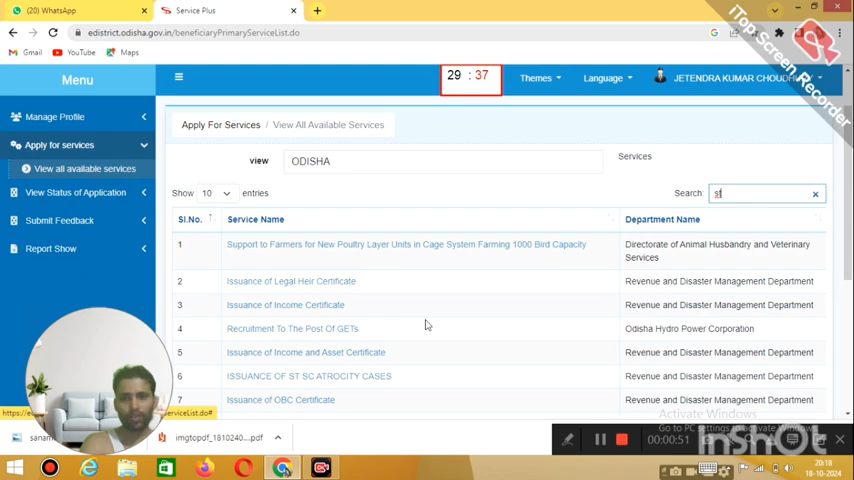 (2) WhatsApp
Service Plus
edistrict.odisha.gov.in/beneficiaryPrimaryServiceList.do
Gmail
YouTube
Maps
iTop Screen Recorder
Menu
29 : 37
Themes
Language
JETENDRA KUMAR CHOUDHURY
Manage Profile
Apply for services
View all available services
View Status of Application
Submit Feedback
Report Show
Apply For Services / View All Available Services
view
ODISHA
Services
Show 10 entries
Search: st
Sl.No. Service Name Department Name
1 Support to Farmers for New Poultry Layer Units in Cage System Farming 1000 Bird Capacity Directorate of Animal Husbandry and Veterinary
Services
2 Issuance of Legal Heir Certificate Revenue and Disaster Management Department
3 Issuance of Income Certificate Revenue and Disaster Management Department
4 Recruitment To The Post Of GETs Odisha Hydro Power Corporation
5 Issuance of Income and Asset Certificate Revenue and Disaster Management Department
6 ISSUANCE OF ST SC ATROCITY CASES Revenue and Disaster Management Department
7 Issuance of OBC Certificate Revenue and Disaster Management Department
Activate Windows
Go to PC settings to activate Windows.
imgtopdf_1810240....pdf
00:00:51
InShot
20:18
18-10-2024